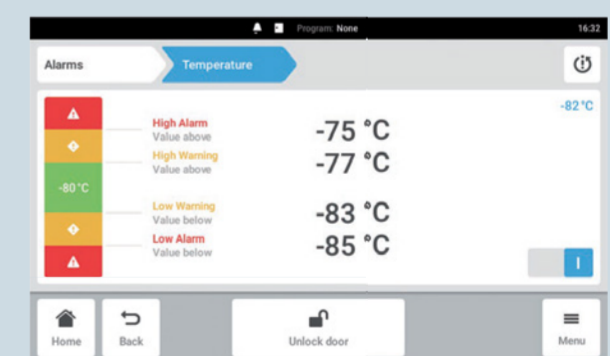 Program: None
16:32
Alarms
Temperature
-82 °C
High Alarm
Value above
-75 °C
High Warning
Value above
-77 °C
-80 °C
Low Warning
Value below
-83 °C
Low Alarm
Value below
-85 °C
I
Home
Back
Unlock door
Menu